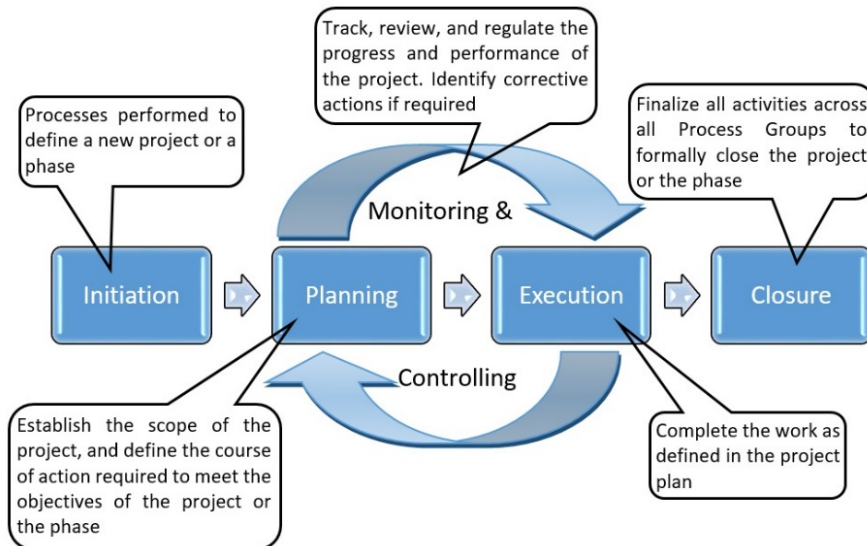 Track, review, and regulate the
progress and performance of
the project. Identify corrective
actions if required
Processes performed to
define a new project or a
phase
Finalize all activities across
all Process Groups to
formally close the project
or the phase
Monitoring &
Initiation
Planning
Execution
Closure
Controlling
Establish the scope of the
project, and define the course
of action required to meet the
objectives of the project or
the phase
Complete the work as
defined in the project
plan